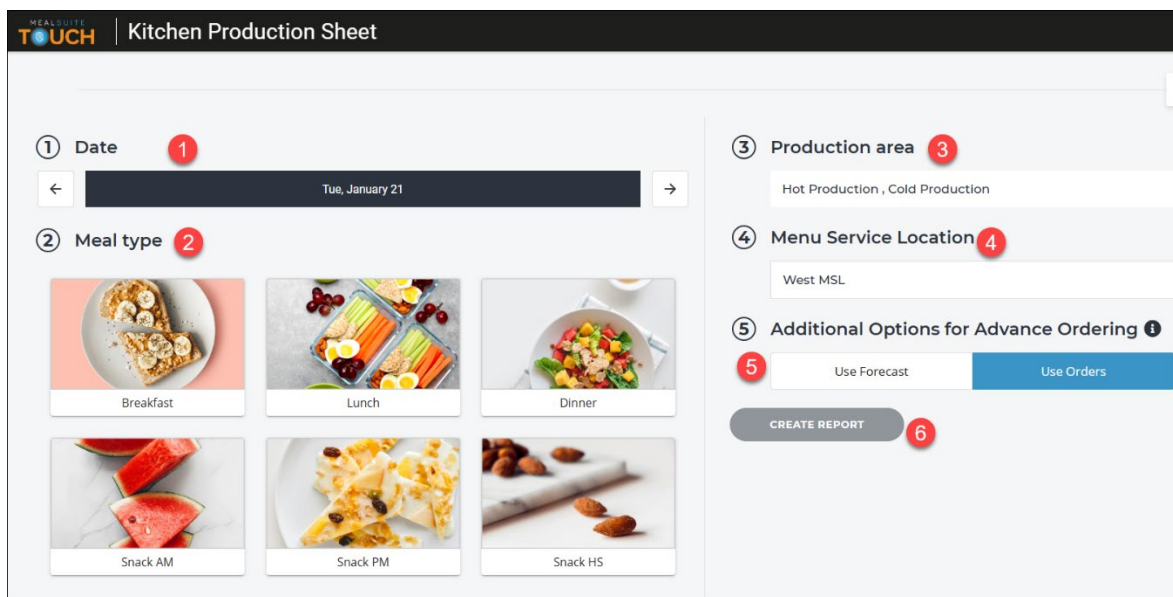 MEALSUITE
TOUCH
Kitchen Production Sheet
1 Date 1
← Tue, January 21 →
2 Meal type 2
Breakfast
Lunch
Dinner
Snack AM
Snack PM
Snack HS
3 Production area 3
Hot Production , Cold Production
4 Menu Service Location 4
West MSL
5 Additional Options for Advance Ordering i
5 Use Forecast Use Orders
CREATE REPORT 6